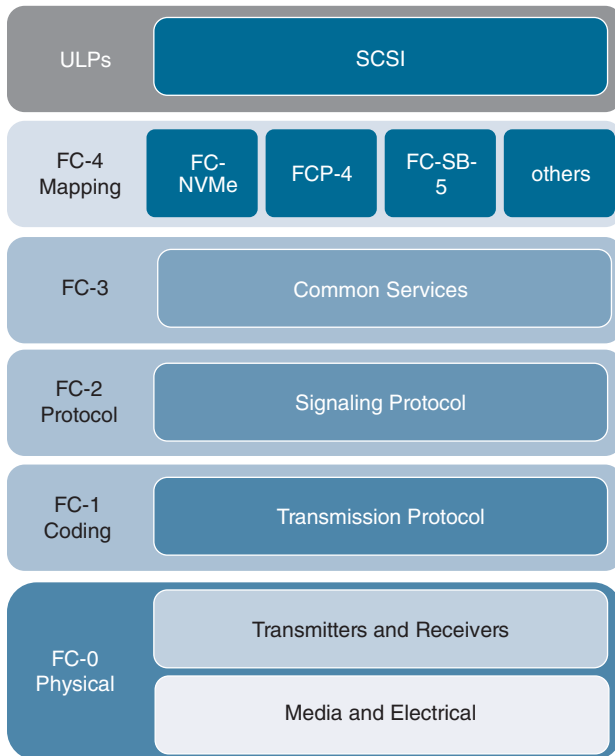 ULPs
SCSI
FC-4
Mapping
FC-
NVMe
FCP-4
FC-SB-
5
others
FC-3
Common Services
FC-2
Protocol
Signaling Protocol
FC-1
Coding
Transmission Protocol
FC-0
Physical
Transmitters and Receivers
Media and Electrical